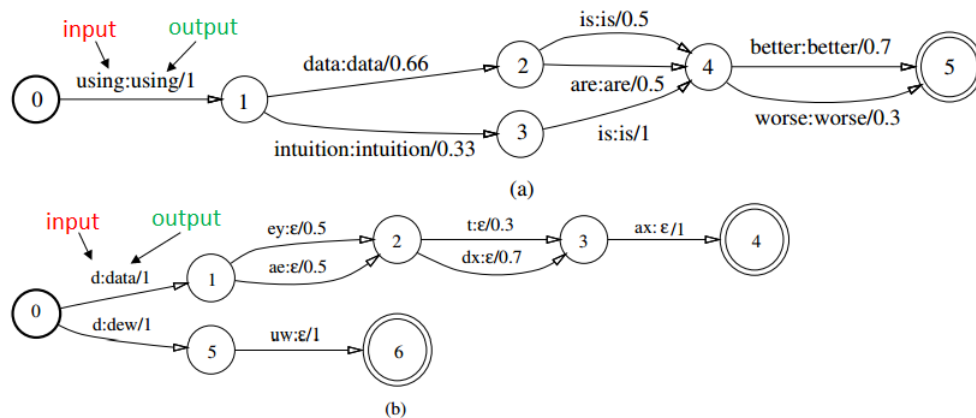 input output
using:using/1
0
1
data:data/0.66
intuition:intuition/0.33
2
3
is:is/0.5
are:are/0.5
is:is/1
4
better:better/0.7
worse:worse/0.3
5
(a)
input output
d:data/1
0
d:dew/1
1
ey:ε/0.5
ae:ε/0.5
2
t:ε/0.3
dx:ε/0.7
3
ax: ε/1
4
5
uw:ε/1
6
(b)